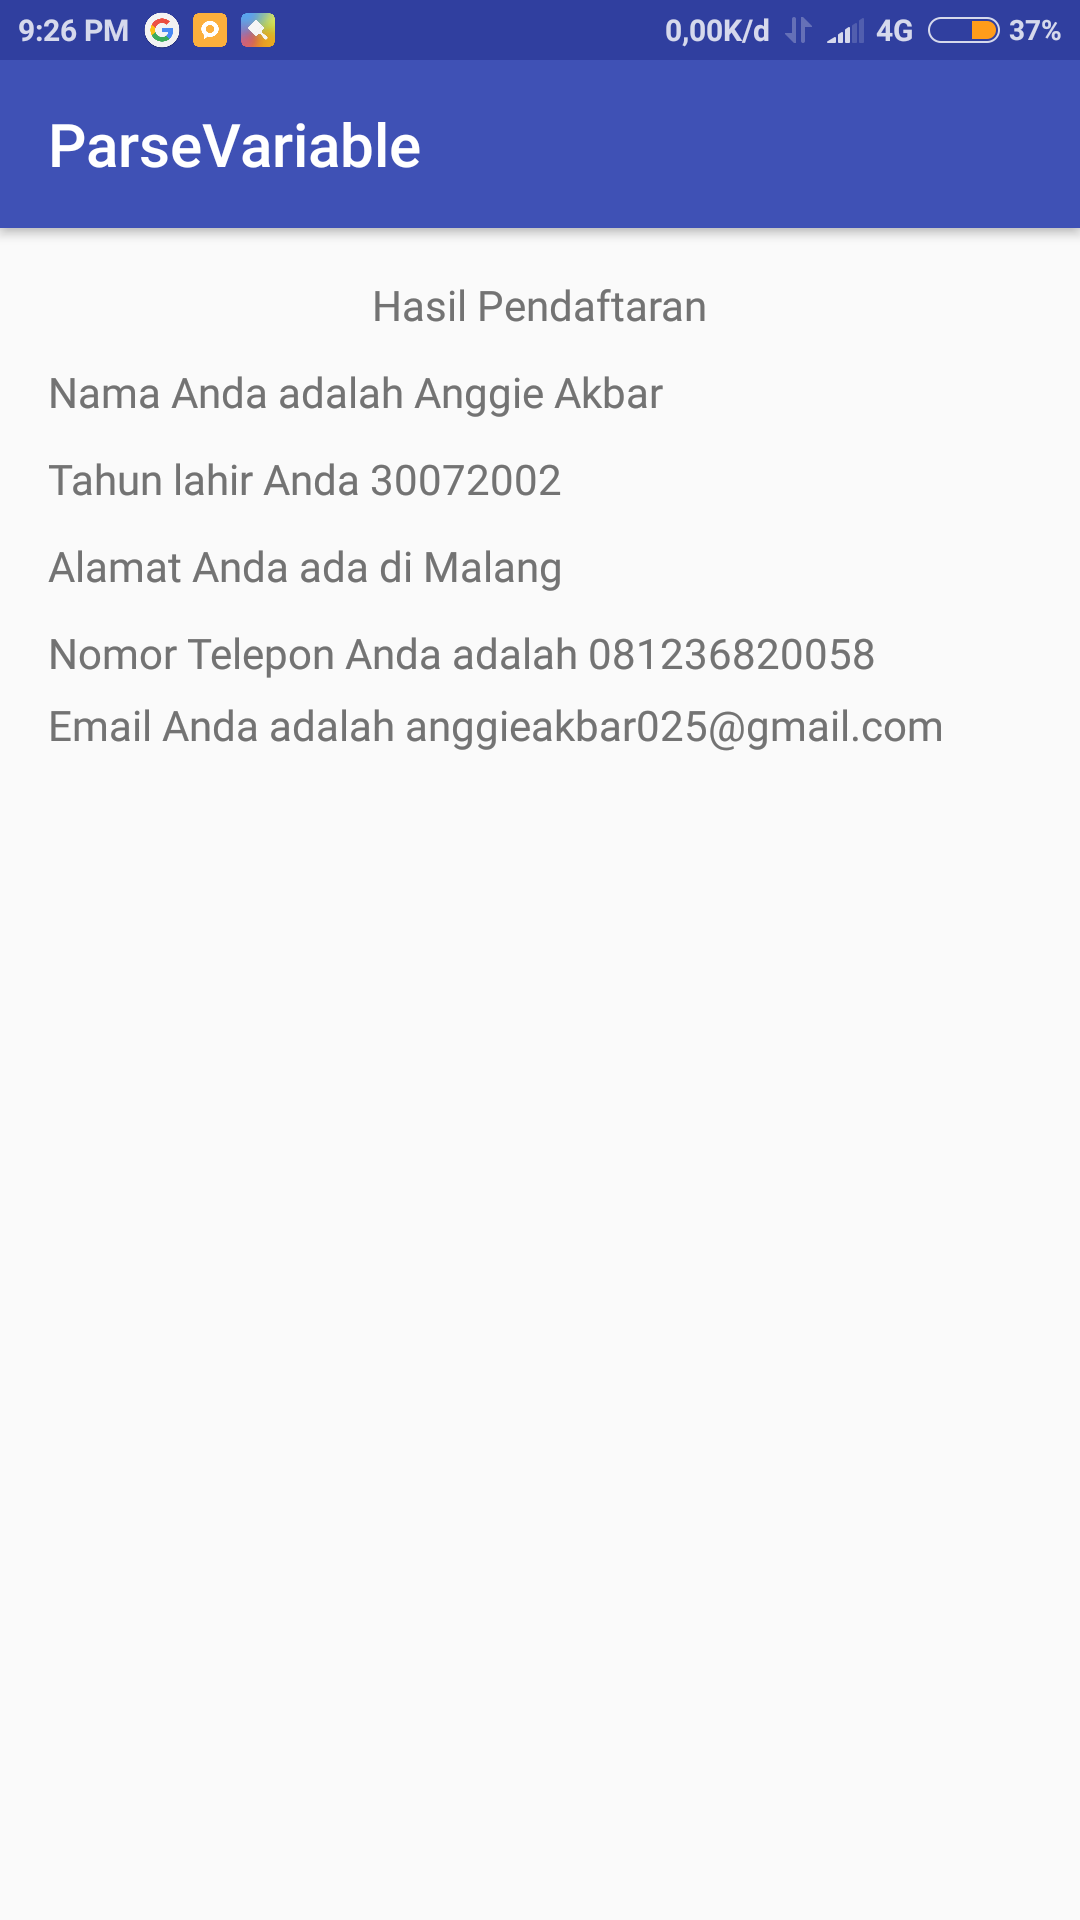 9:26 PM 0,00K/d 4G 37%
ParseVariable
Hasil Pendaftaran
Nama Anda adalah Anggie Akbar
Tahun lahir Anda 30072002
Alamat Anda ada di Malang
Nomor Telepon Anda adalah 081236820058
Email Anda adalah anggieakbar025@gmail.com